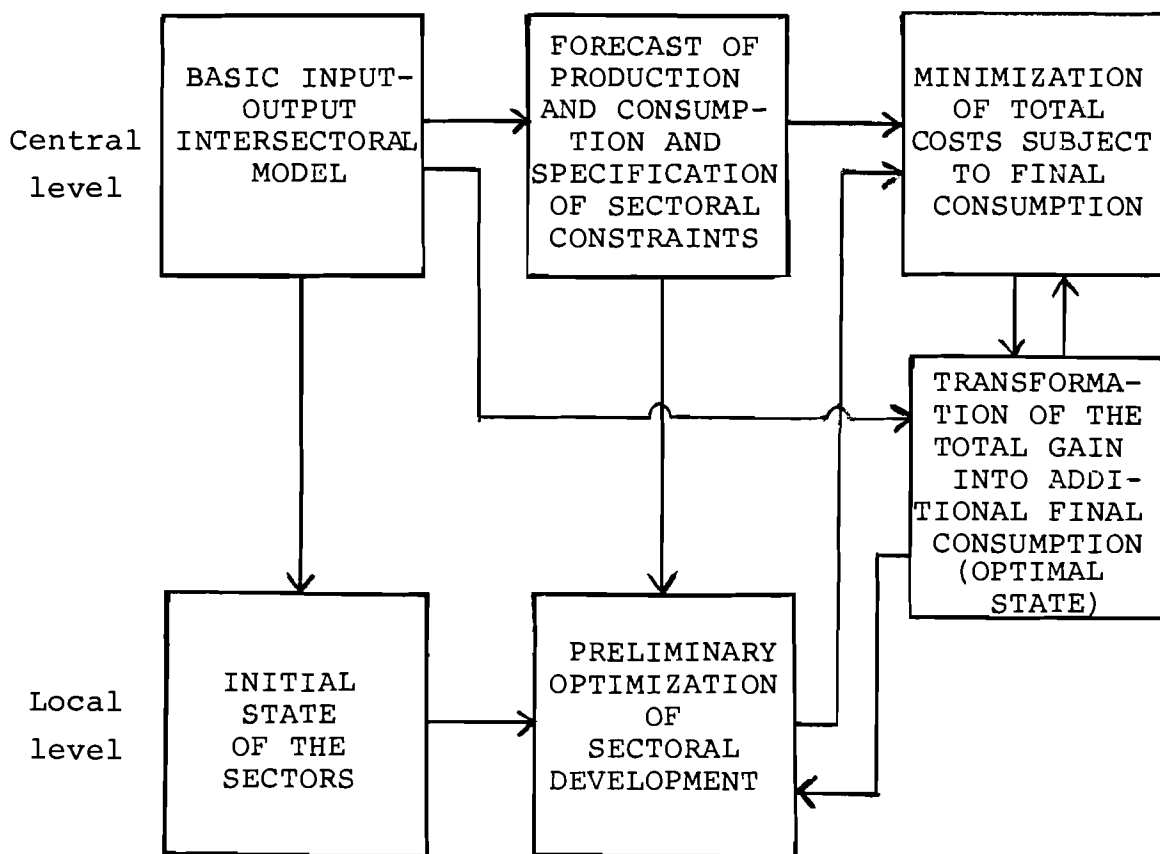 Central
level
BASIC INPUT-
OUTPUT
INTERSECTORAL
MODEL
FORECAST OF
PRODUCTION
AND CONSUMP-
TION AND
SPECIFICATION
OF SECTORAL
CONSTRAINTS
MINIMIZATION
OF TOTAL
COSTS SUBJECT
TO FINAL
CONSUMPTION
TRANSFORMA-
TION OF THE
TOTAL GAIN
INTO ADDI-
TIONAL FINAL
CONSUMPTION
(OPTIMAL
STATE)
Local
level
INITIAL
STATE
OF THE
SECTORS
PRELIMINARY
OPTIMIZATION
OF
SECTORAL
DEVELOPMENT